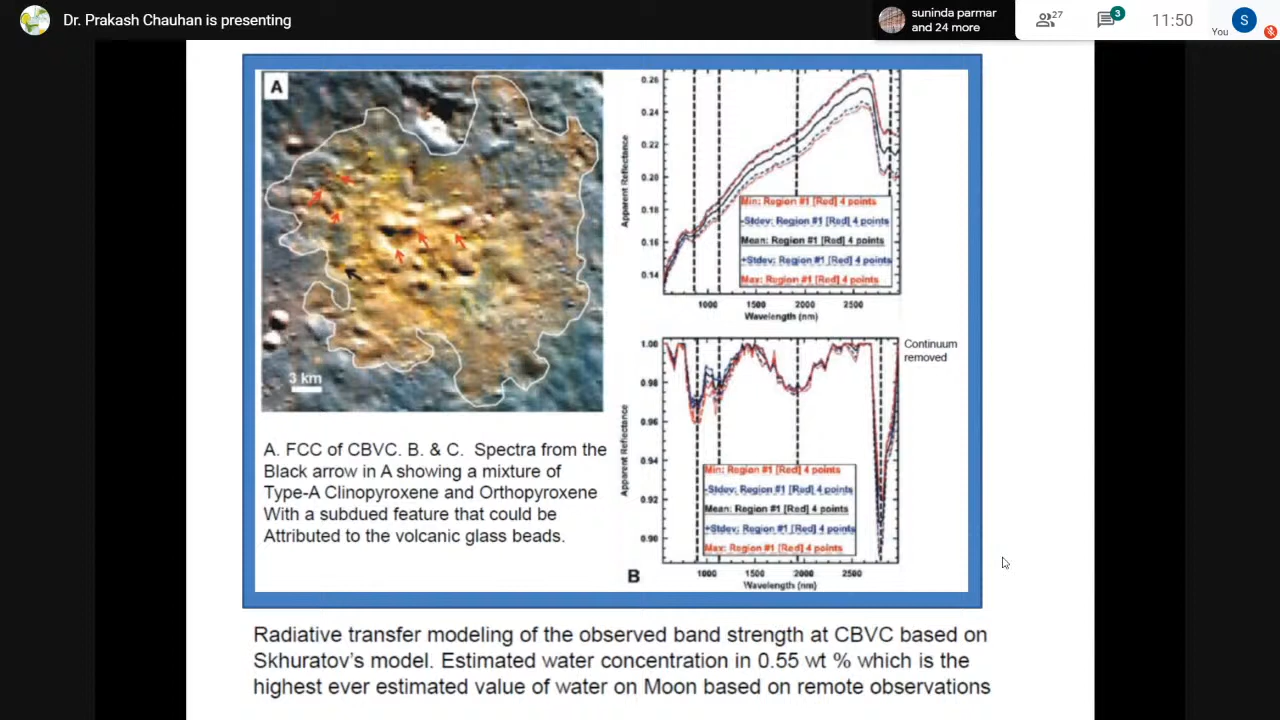 Dr. Prakash Chauhan is presenting
suninda parmar
and 24 more
27
3
11:50
You
S
A
3 km
0.26
0.24
0.22
0.20
0.18
0.16
0.14
Apparent Reflectance
Min: Region #1 [Red] 4 points
-Stdev: Region #1 [Red] 4 points
Mean: Region #1 [Red] 4 points
+Stdev: Region #1 [Red] 4 points
Max: Region #1 [Red] 4 points
1000 1500 2000 2500
Wavelength (nm)
1.00
0.98
0.96
0.94
0.92
0.90
Apparent Reflectance
Continuum
removed
Min: Region #1 [Red] 4 points
-Stdev: Region #1 [Red] 4 points
Mean: Region #1 [Red] 4 points
+Stdev: Region #1 [Red] 4 points
Max: Region #1 [Red] 4 points
B
1000 1500 2000 2500
Wavelength (nm)
A. FCC of CBVC. B. & C. Spectra from the
Black arrow in A showing a mixture of
Type-A Clinopyroxene and Orthopyroxene
With a subdued feature that could be
Attributed to the volcanic glass beads.
Radiative transfer modeling of the observed band strength at CBVC based on
Skhuratov's model. Estimated water concentration in 0.55 wt % which is the
highest ever estimated value of water on Moon based on remote observations